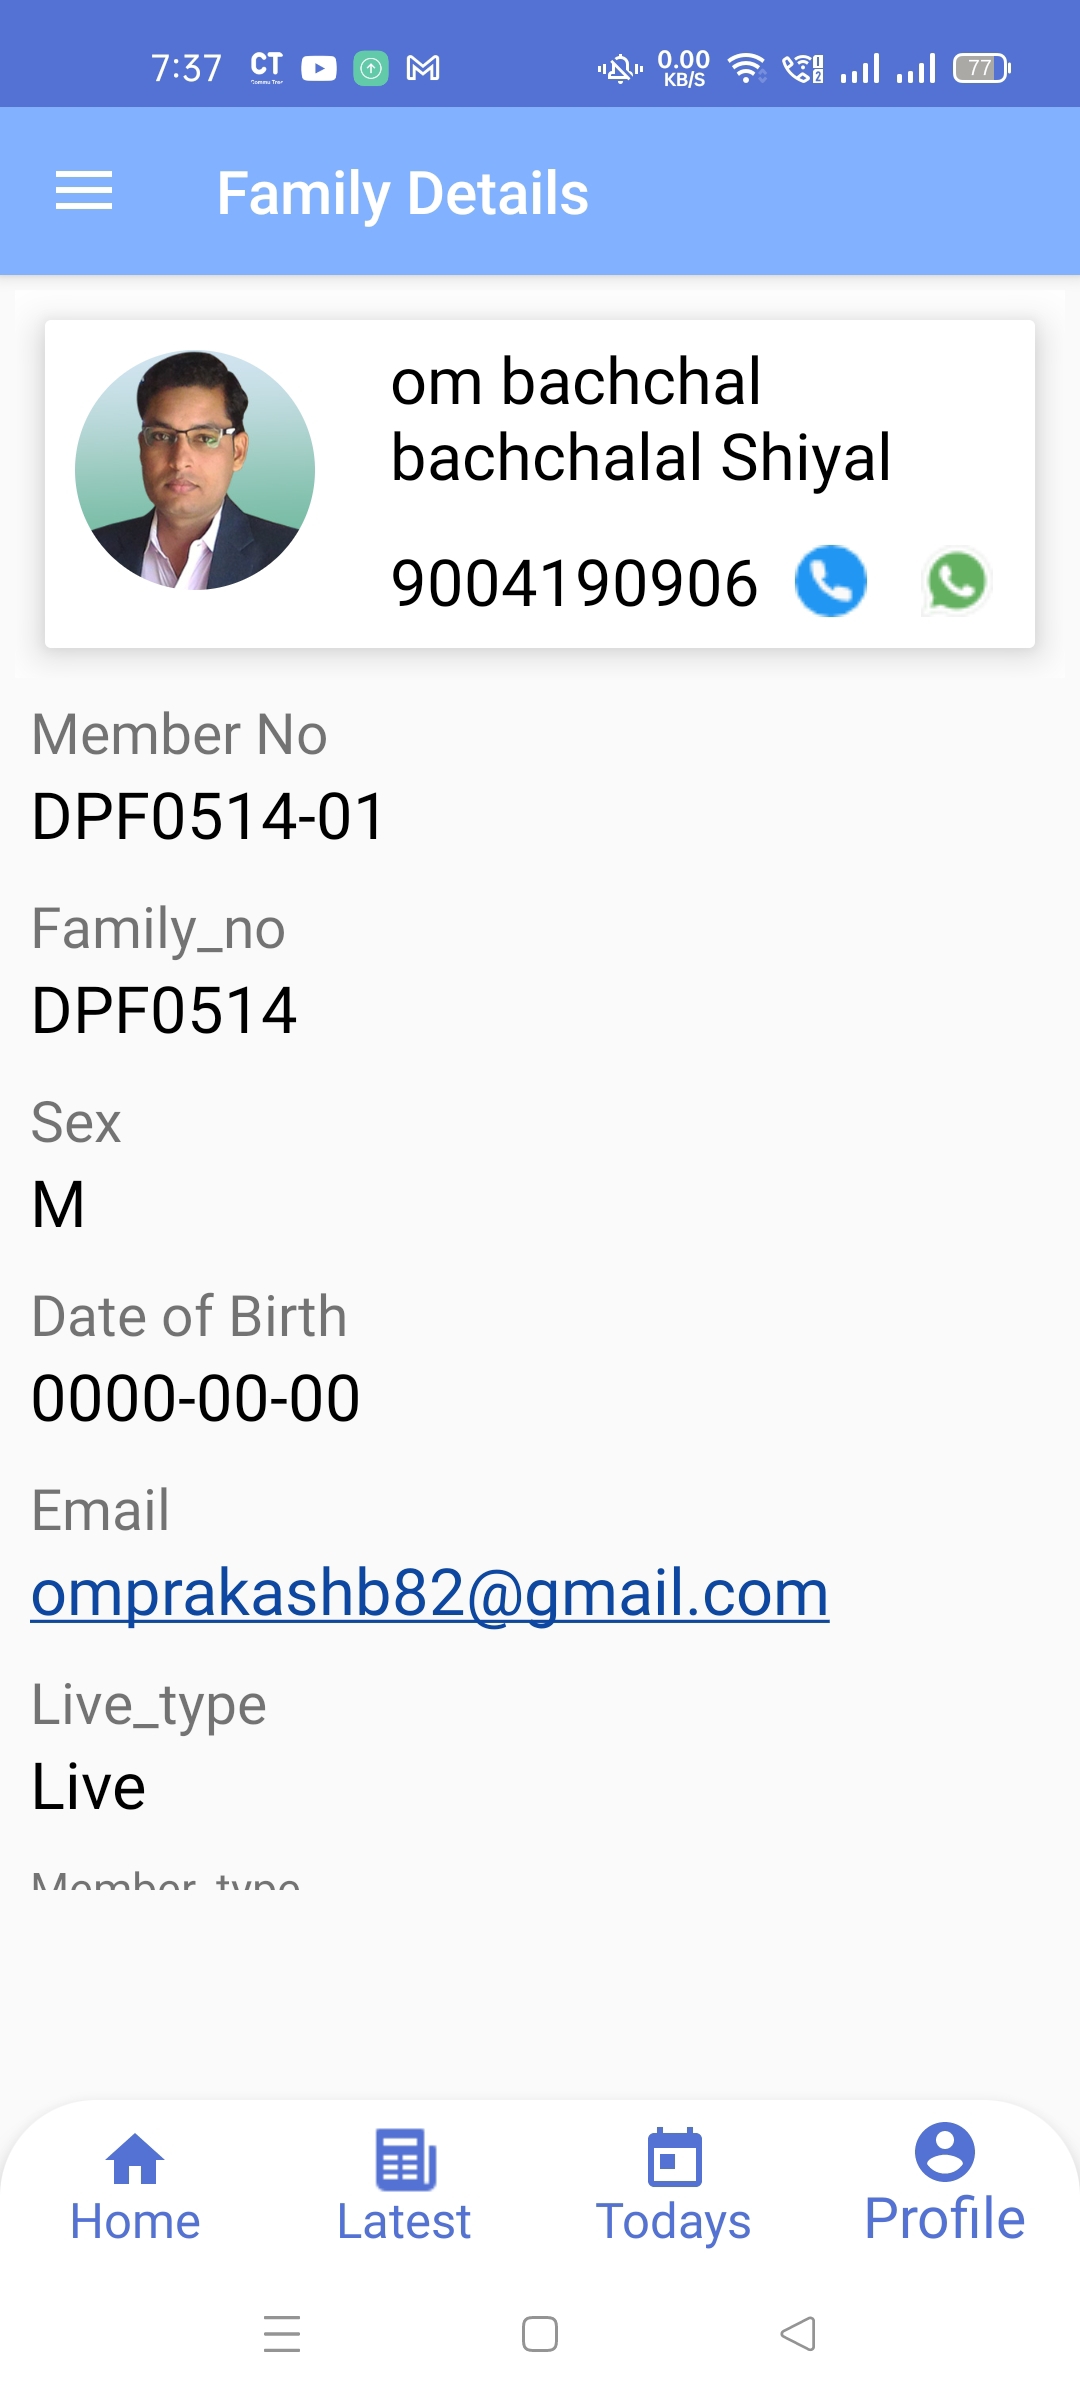 7:37 CT 0.00 KB/S 77
Family Details
om bachchal
bachchalal Shiyal
9004190906
Member No
DPF0514-01
Family_no
DPF0514
Sex
M
Date of Birth
0000-00-00
Email
omprakashb82@gmail.com
Live_type
Live
Member_type
Home Latest Todays Profile